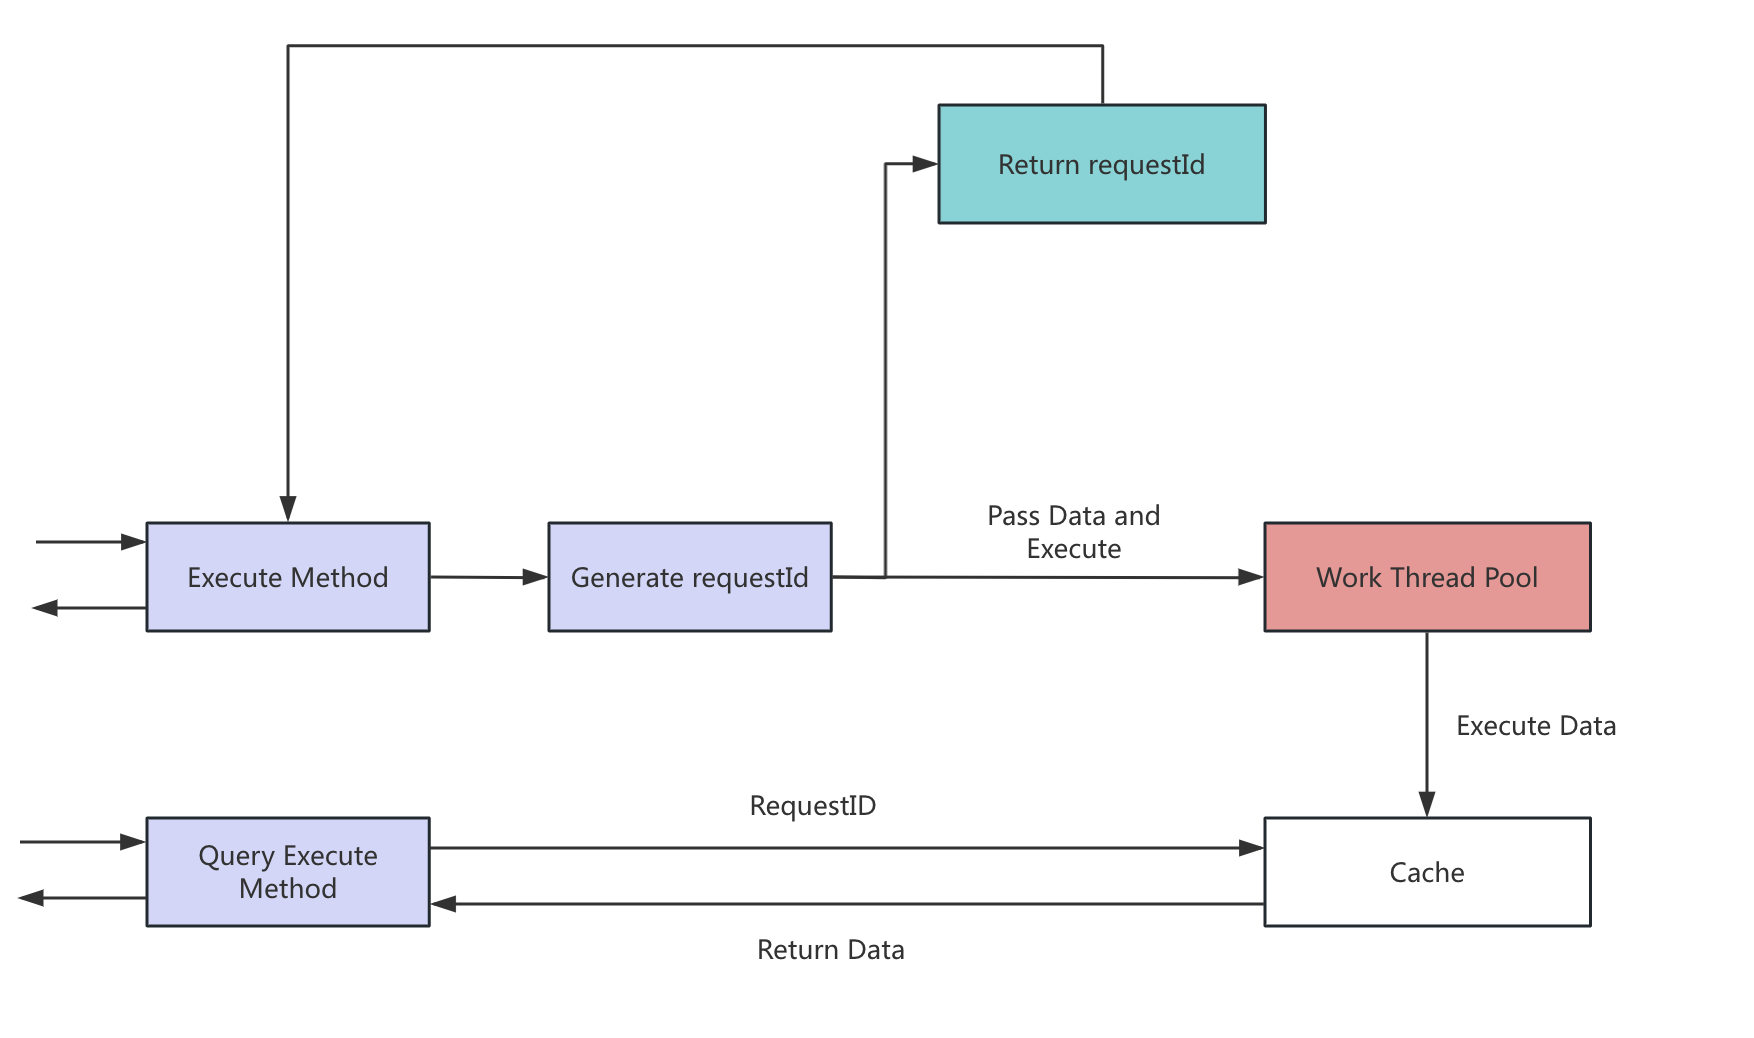 Return requestId
Pass Data and
Execute
Execute Method
Generate requestId
Work Thread Pool
Execute Data
RequestID
Query Execute
Method
Cache
Return Data